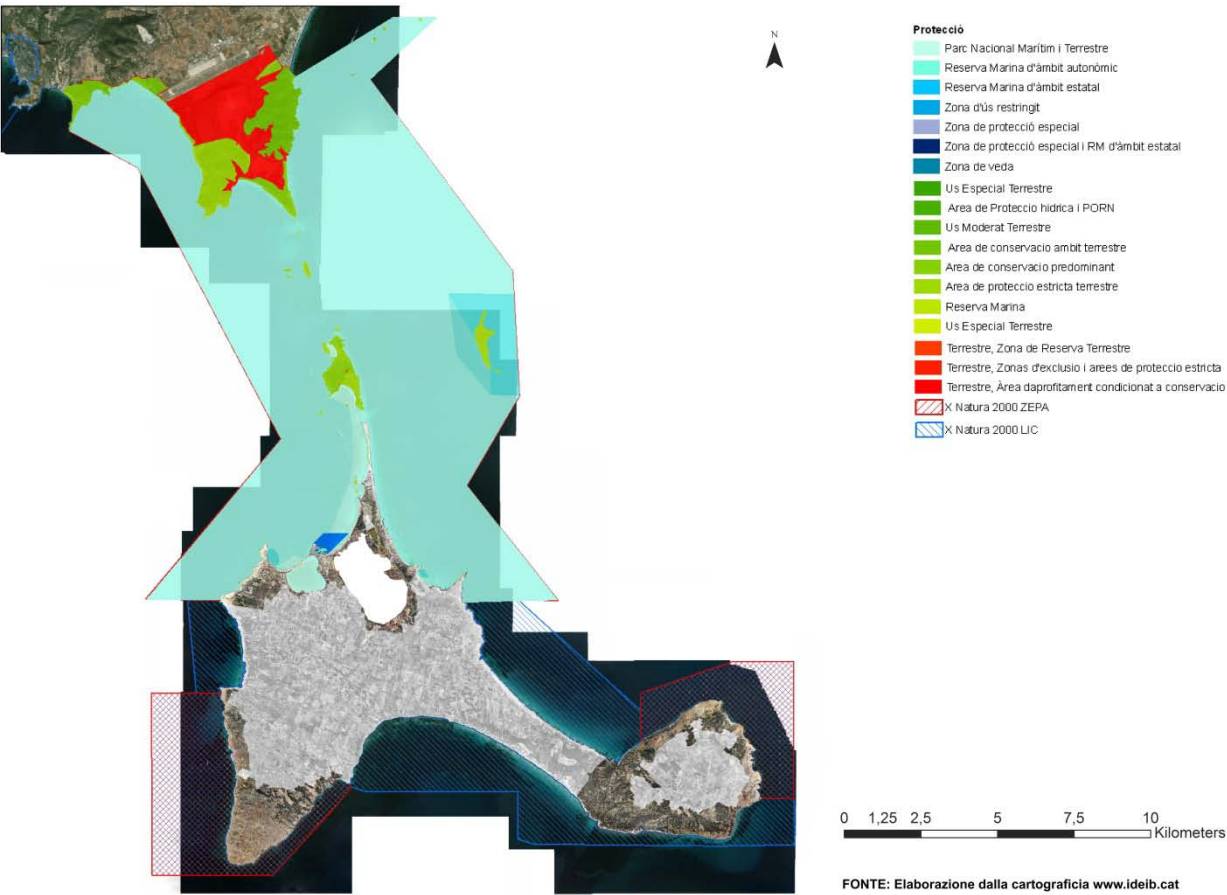 N
Protecció
Parc Nacional Marítim i Terrestre
Reserva Marina d'àmbit autonòmic
Reserva Marina d'àmbit estatal
Zona d'ús restringit
Zona de protecció especial
Zona de protecció especial i RM d'àmbit estatal
Zona de veda
Us Especial Terrestre
Area de Proteccio hidrica i PORN
Us Moderat Terrestre
Area de conservacio ambit terrestre
Area de conservacio predominant
Area de proteccio estricta terrestre
Reserva Marina
Us Especial Terrestre
Terrestre, Zona de Reserva Terrestre
Terrestre, Zonas d'exclusio i arees de proteccio estricta
Terrestre, Àrea daprofitament condicionat a conservacio
X Natura 2000 ZEPA
X Natura 2000 LIC
0 1,25 2,5 5 7,5 10
Kilometers
FONTE: Elaborazione dalla cartograficia www.ideib.cat